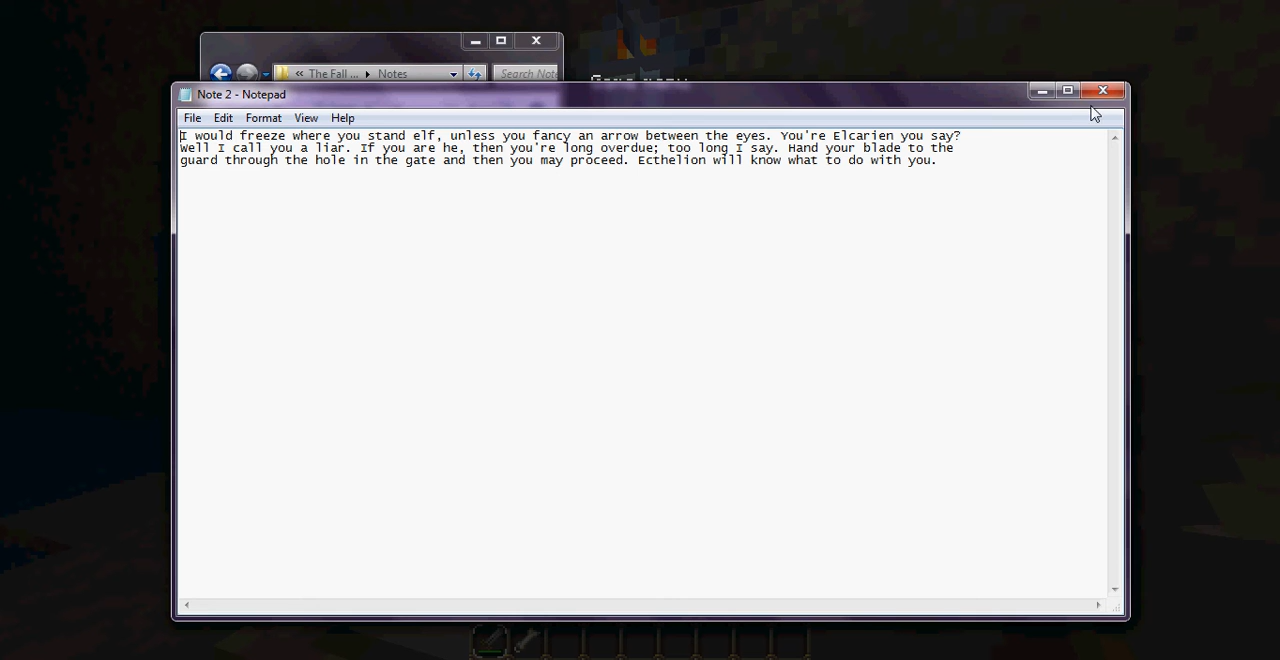 « The Fall ... Notes
Search Note
Note 2 - Notepad
File Edit Format View Help
I would freeze where you stand elf, unless you fancy an arrow between the eyes. You're Elcarien you say?
Well I call you a liar. If you are he, then you're long overdue; too long I say. Hand your blade to the
guard through the hole in the gate and then you may proceed. Ecthelion will know what to do with you.